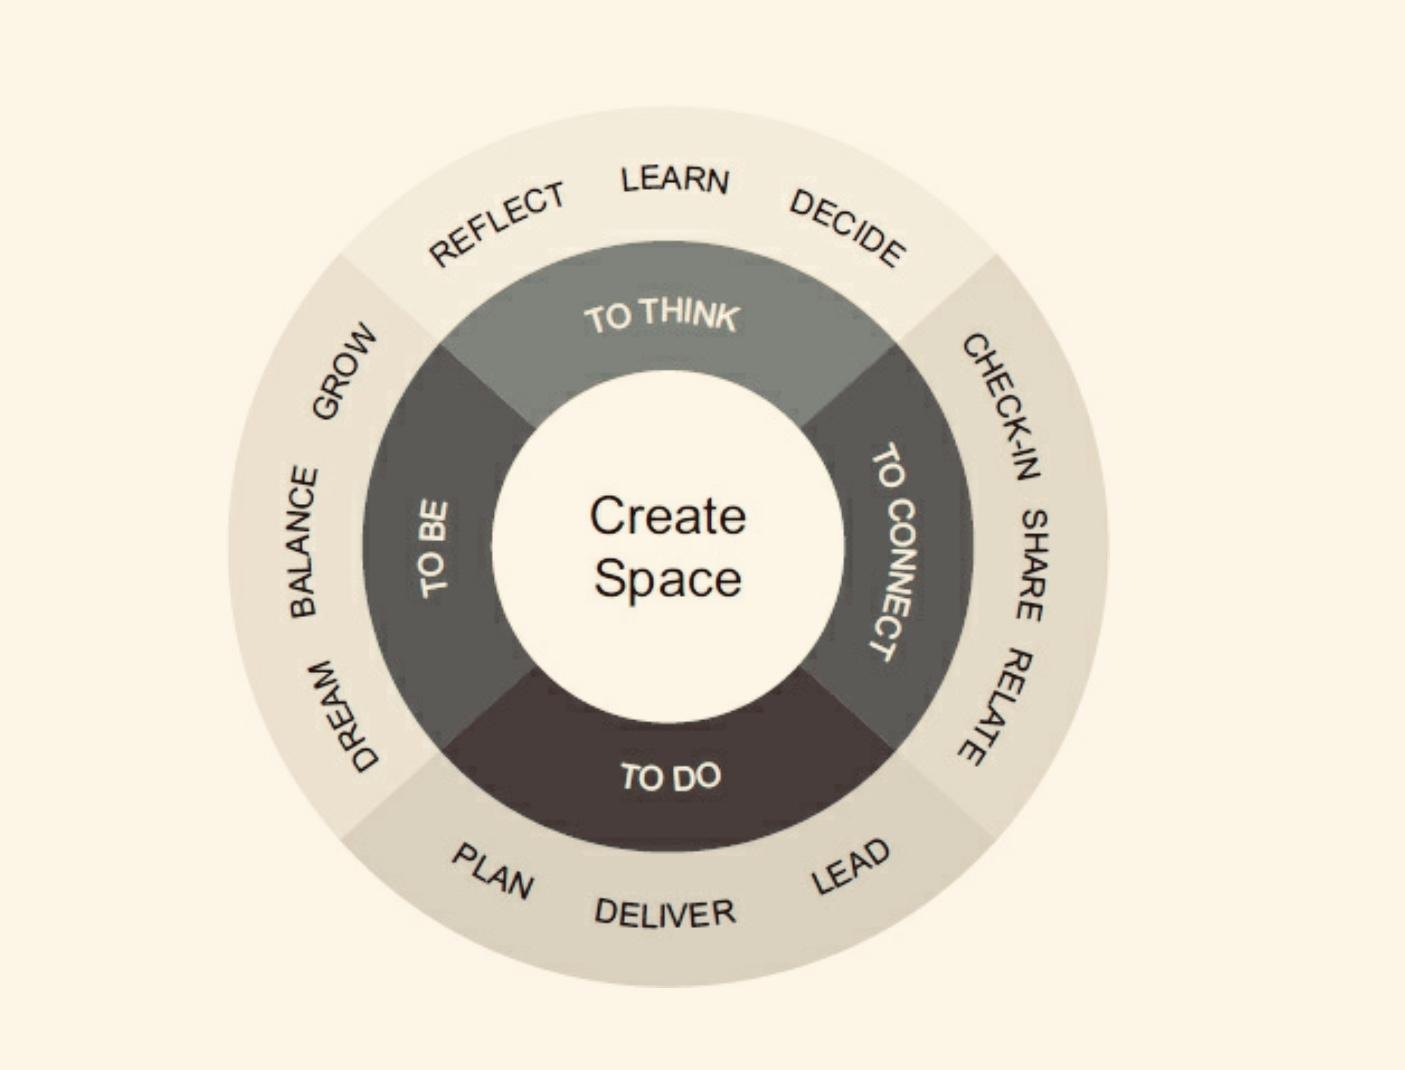 REFLECT
LEARN
DECIDE
TO THINK
GROW
BALANCE
DREAM
TO BE
Create
Space
TO CONNECT
CHECK-IN
SHARE
RELATE
TO DO
PLAN
DELIVER
LEAD